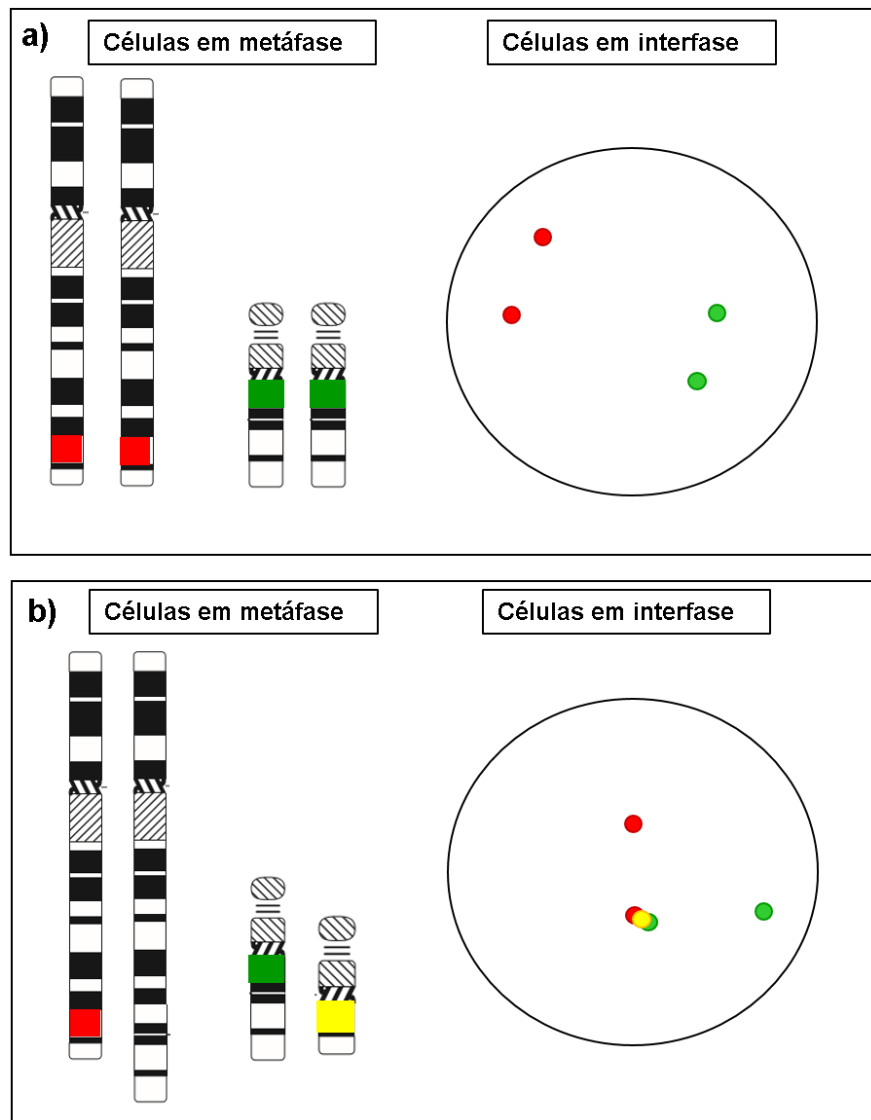 a)
Células em metáfase
Células em interfase
b)
Células em metáfase
Células em interfase